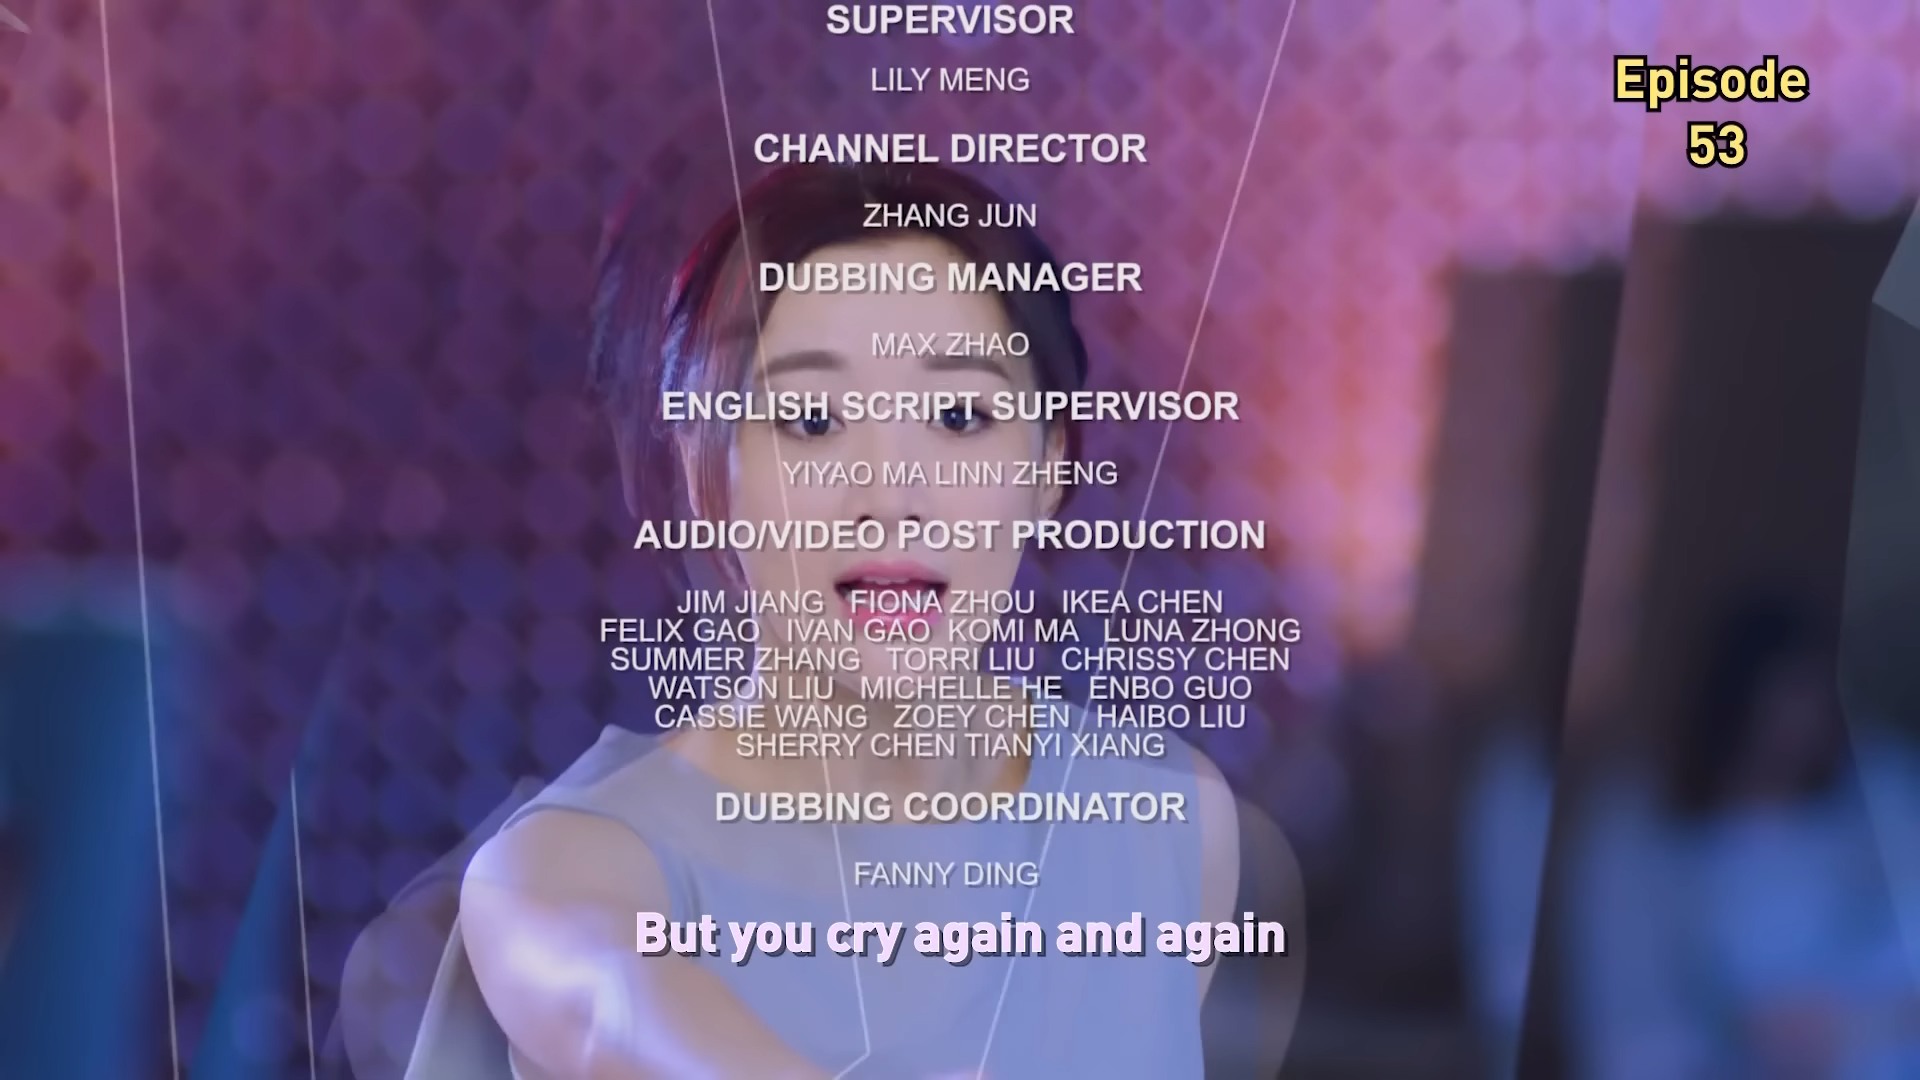 SUPERVISOR
LILY MENG
Episode
53
CHANNEL DIRECTOR
ZHANG JUN
DUBBING MANAGER
MAX ZHAO
ENGLISH SCRIPT SUPERVISOR
YIYAO MA LINN ZHENG
AUDIO/VIDEO POST PRODUCTION
JIM JIANG FIONA ZHOU IKEA CHEN
FELIX GAO IVAN GAO KOMI MA LUNA ZHONG
SUMMER ZHANG TORRI LIU CHRISSY CHEN
WATSON LIU MICHELLE HE ENBO GUO
CASSIE WANG ZOEY CHEN HAIBO LIU
SHERRY CHEN TIANYI XIANG
DUBBING COORDINATOR
FANNY DING
But you cry again and again